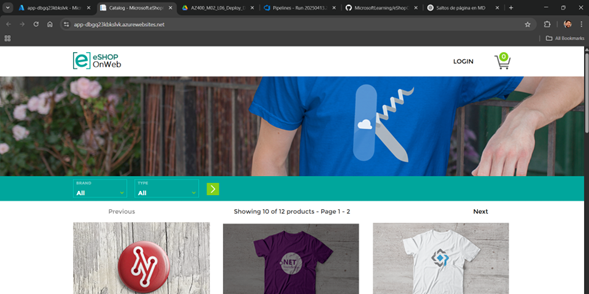 app-dbgq23kbkdvk - Micros
Catalog - Microsoft.eShop
AZ400_M02_L06_Deploy_
Pipelines - Run 20250411
MicrosoftLearning/eShop
Saltos de página en MD
app-dbgq23kbkdvk.azurewebsites.net
All Bookmarks
eSHOP
OnWeb
LOGIN
0
BRAND
All
TYPE
All
Previous
Showing 10 of 12 products - Page 1 - 2
Next
.NET